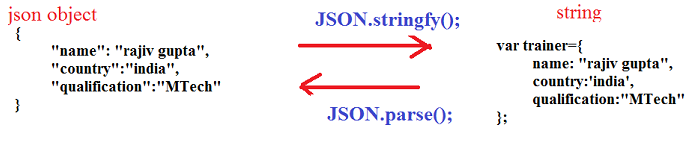 json object
{
"name": "rajiv gupta",
"country":"india",
"qualification":"MTech"
}
JSON.stringfy();
JSON.parse();
string
var trainer={
name: "rajiv gupta",
country:'india',
qualification:"MTech"
};